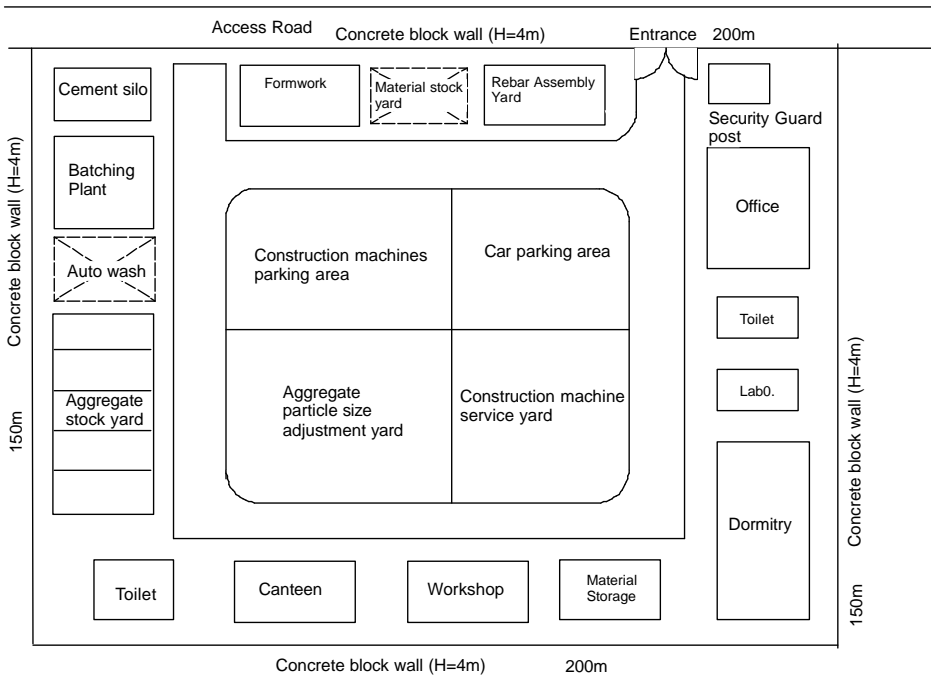 Access Road
Concrete block wall (H=4m)
Entrance
200m
Cement silo
Formwork
Material stock
yard
Rebar Assembly
Yard
Security Guard
post
Concrete block wall (H=4m)
150m
Batching
Plant
Office
Auto wash
Construction machines
parking area
Car parking area
Toilet
Aggregate
stock yard
Aggregate
particle size
adjustment yard
Construction machine
service yard
Lab0.
Dormitry
Concrete block wall (H=4m)
150m
Toilet
Canteen
Workshop
Material
Storage
Concrete block wall (H=4m)
200m